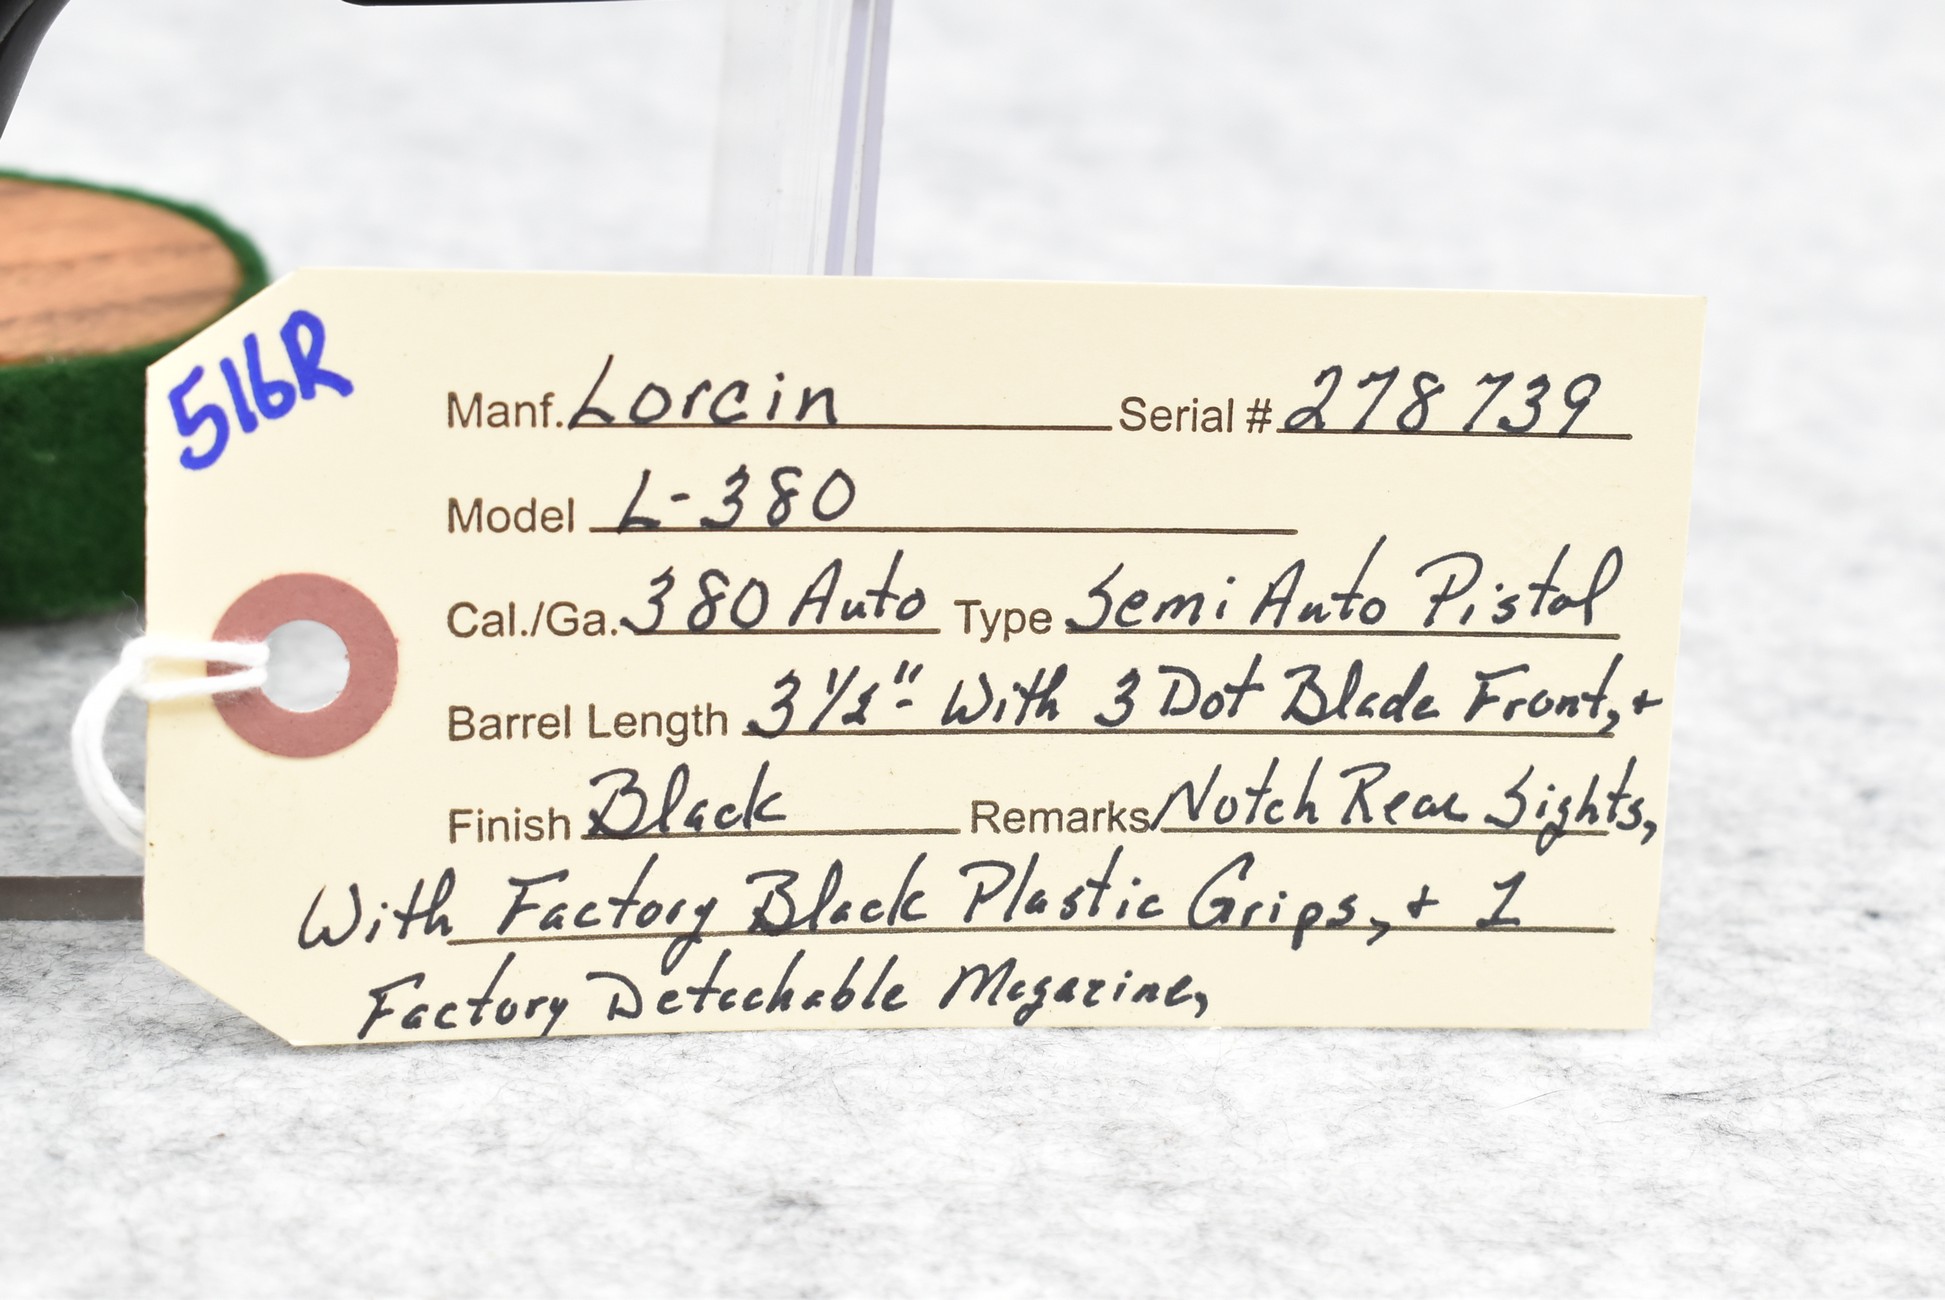 516R
Manf. Lorcin Serial # 278739
Model L-380
Cal./Ga. 380 Auto Type Semi Auto Pistol
Barrel Length 3 1/2" With 3 Dot Blade Front, +
Finish Black Remarks Notch Rear Sights,
With Factory Black Plastic Grips, + 1
Factory Detachable Magazine,